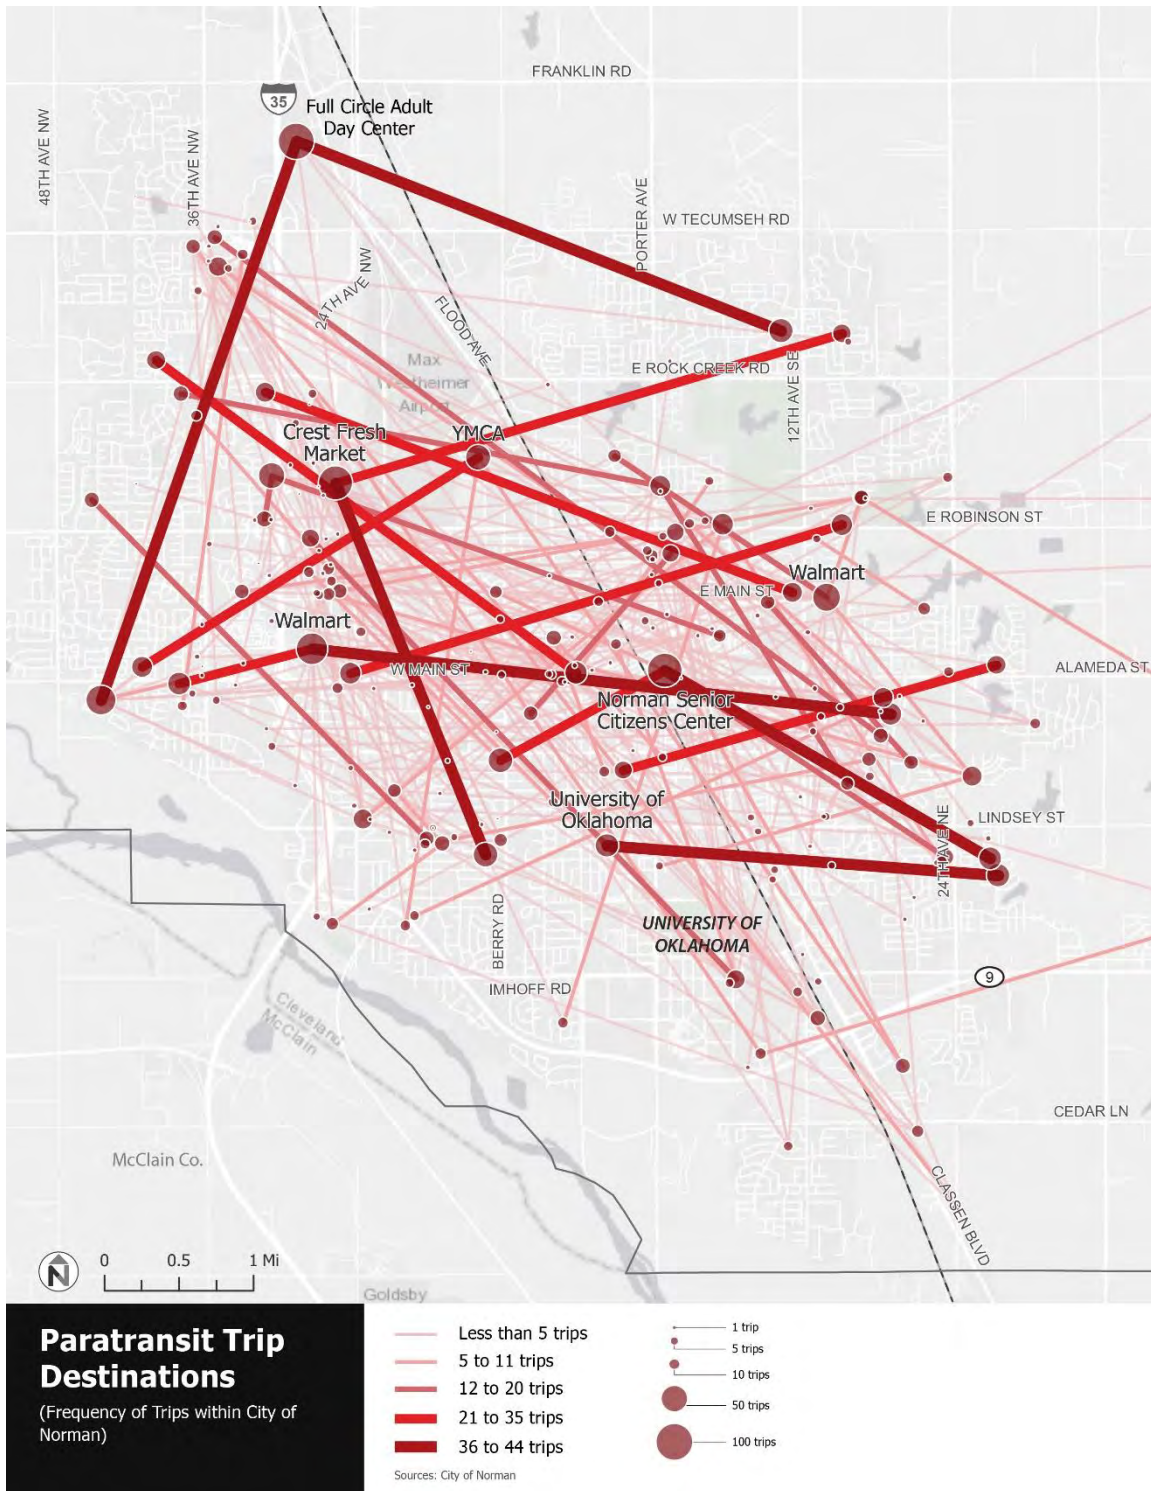 FRANKLIN RD
35
Full Circle Adult
Day Center
48TH AVE NW
36TH AVE NW
PORTER AVE
W TECUMSEH RD
24TH AVE NW
FLOOD AVE
Max
Westheimer
Airport
E ROCK CREEK RD
12TH AVE SE
Crest Fresh
Market
YMCA
E ROBINSON ST
E MAIN ST
Walmart
Walmart
W MAIN ST
ALAMEDA ST
Norman Senior
Citizens Center
University of
Oklahoma
LINDSEY ST
24TH AVE NE
UNIVERSITY OF
OKLAHOMA
BERRY RD
9
IMHOFF RD
Cleveland
McClain
CEDAR LN
McClain Co.
CLASSEN BLVD
N
0 0.5 1 Mi
Goldsby
Paratransit Trip
Destinations
(Frequency of Trips within City of
Norman)
Less than 5 trips
5 to 11 trips
12 to 20 trips
21 to 35 trips
36 to 44 trips
1 trip
5 trips
10 trips
50 trips
100 trips
Sources: City of Norman